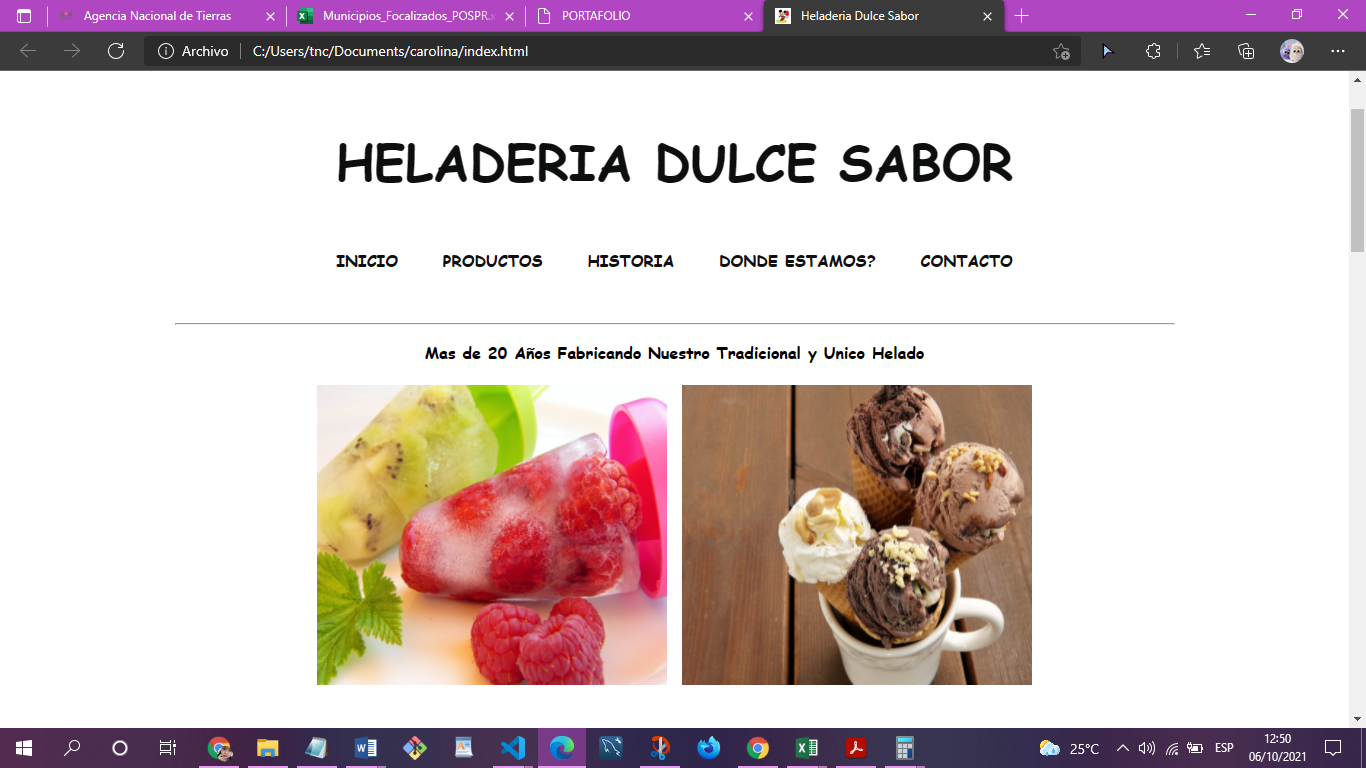 Agencia Nacional de Tierras
Municipios_Focalizados_POSPR.x
PORTAFOLIO
Heladeria Dulce Sabor
Archivo
C:/Users/tnc/Documents/carolina/index.html
HELADERIA DULCE SABOR
INICIO PRODUCTOS HISTORIA DONDE ESTAMOS? CONTACTO
Mas de 20 Años Fabricando Nuestro Tradicional y Unico Helado
25°C
ESP
12:50
06/10/2021